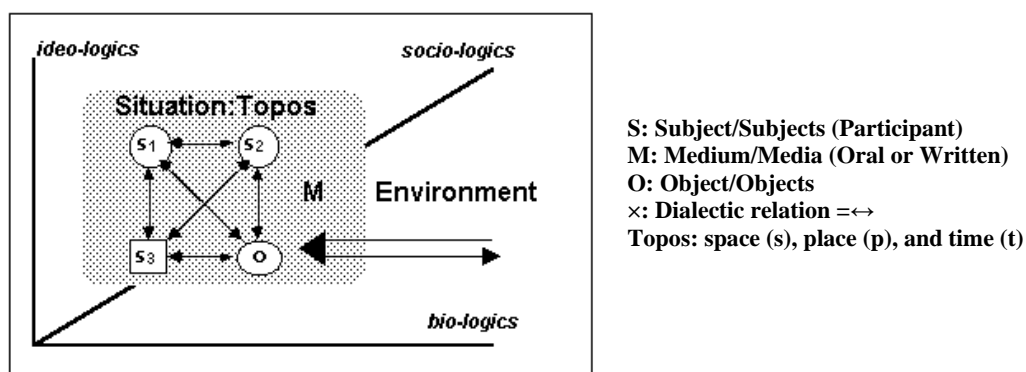 ideo-logics
socio-logics
Situation:Topos
S1
S2
M
Environment
S3
O
bio-logics
S: Subject/Subjects (Participant)
M: Medium/Media (Oral or Written)
O: Object/Objects
×: Dialectic relation =↔
Topos: space (s), place (p), and time (t)